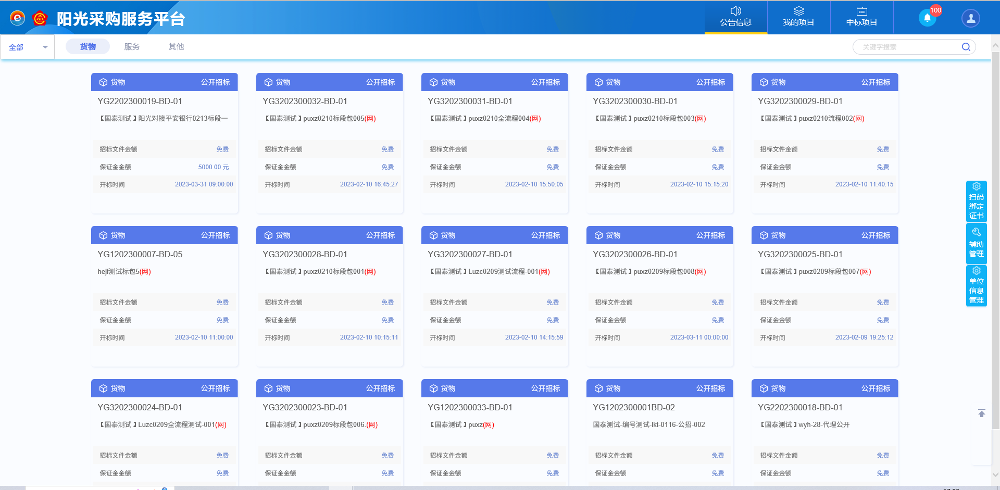 阳光采购服务平台
公告信息
我的项目
中标项目
100
全部
货物
服务
其他
关键字搜索
货物 公开招标
YG2202300019-BD-01
【国泰测试】阳光对接平安银行0213标段一
招标文件金额 免费
保证金金额 5000.00 元
开标时间 2023-03-31 09:00:00
货物 公开招标
YG3202300032-BD-01
【国泰测试】puxz0210标段包005(网)
招标文件金额 免费
保证金金额 免费
开标时间 2023-02-10 16:45:27
货物 公开招标
YG3202300031-BD-01
【国泰测试】puxz0210全流程004(网)
招标文件金额 免费
保证金金额 免费
开标时间 2023-02-10 15:50:05
货物 公开招标
YG3202300030-BD-01
【国泰测试】puxz0210标段包003(网)
招标文件金额 免费
保证金金额 免费
开标时间 2023-02-10 15:15:20
货物 公开招标
YG3202300029-BD-01
【国泰测试】puxz0210流程002(网)
招标文件金额 免费
保证金金额 免费
开标时间 2023-02-10 11:40:15
货物 公开招标
YG1202300007-BD-05
hejf测试标包5(网)
招标文件金额 免费
保证金金额 免费
开标时间 2023-02-10 11:00:00
货物 公开招标
YG3202300028-BD-01
【国泰测试】puxz0210标段包001(网)
招标文件金额 免费
保证金金额 免费
开标时间 2023-02-10 10:15:11
货物 公开招标
YG3202300027-BD-01
【国泰测试】Luzc0209测试流程-001(网)
招标文件金额 免费
保证金金额 免费
开标时间 2023-02-10 14:15:59
货物 公开招标
YG3202300026-BD-01
【国泰测试】puxz0209标段包008(网)
招标文件金额 免费
保证金金额 免费
开标时间 2023-03-11 00:00:00
货物 公开招标
YG3202300025-BD-01
【国泰测试】puxz0209标段包007(网)
招标文件金额 免费
保证金金额 免费
开标时间 2023-02-09 19:25:12
货物 公开招标
YG3202300024-BD-01
【国泰测试】Luzc0209全流程测试-001(网)
招标文件金额 免费
保证金金额 免费
货物 公开招标
YG3202300023-BD-01
【国泰测试】puxz0209标段包006.(网)
招标文件金额 免费
保证金金额 免费
货物 公开招标
YG1202300033-BD-01
【国泰测试】puxz(网)
招标文件金额 免费
保证金金额 免费
货物 公开招标
YG1202300001BD-02
国泰测试-编号测试-lkt-0116-公招-002
招标文件金额 免费
保证金金额 免费
货物 公开招标
YG2202300018-BD-01
【国泰测试】wyh-28-代理公开
招标文件金额 免费
保证金金额 免费
扫码
绑定
证书
辅助
管理
单位
信息
管理